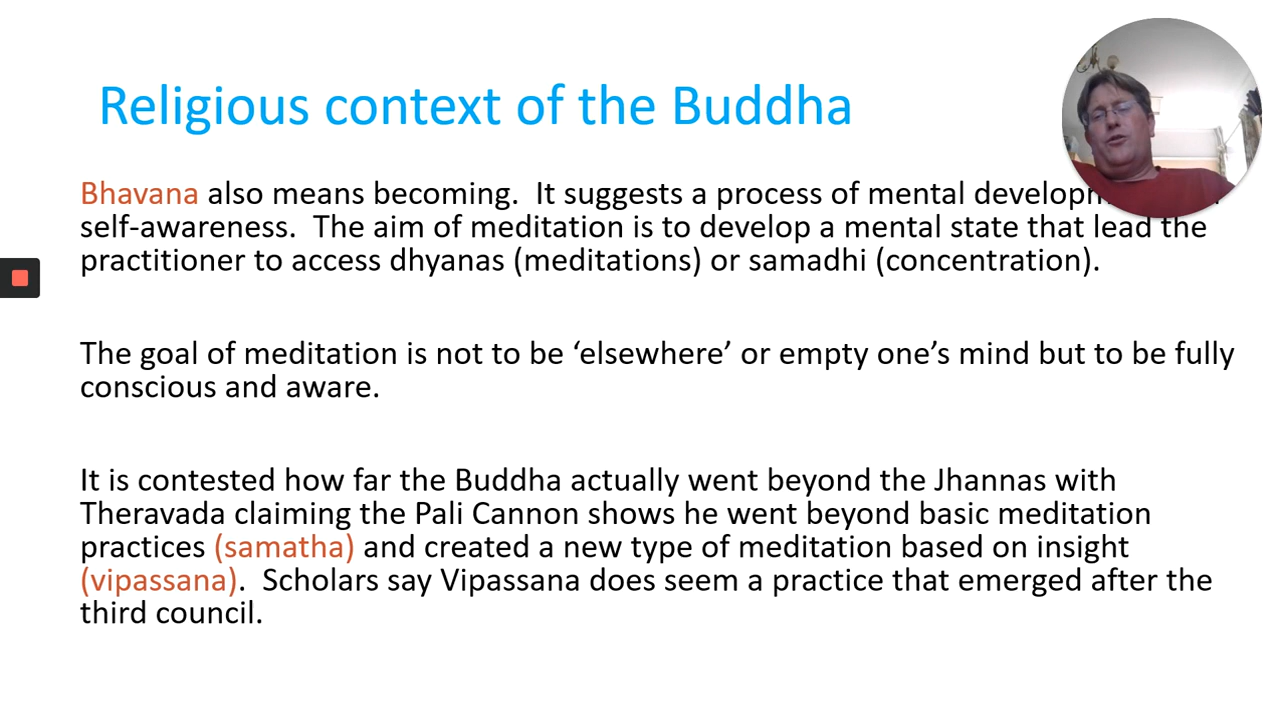 Religious context of the Buddha
Bhavana also means becoming.  It suggests a process of mental
self-awareness.  The aim of meditation is to develop a mental state that lead the
practitioner to access dhyanas (meditations) or samadhi (concentration).
The goal of meditation is not to be ‘elsewhere’ or empty one’s mind but to be fully
conscious and aware.
It is contested how far the Buddha actually went beyond the Jhannas with
Theravada claiming the Pali Cannon shows he went beyond basic meditation
practices (samatha) and created a new type of meditation based on insight
(vipassana).  Scholars say Vipassana does seem a practice that emerged after the
third council.